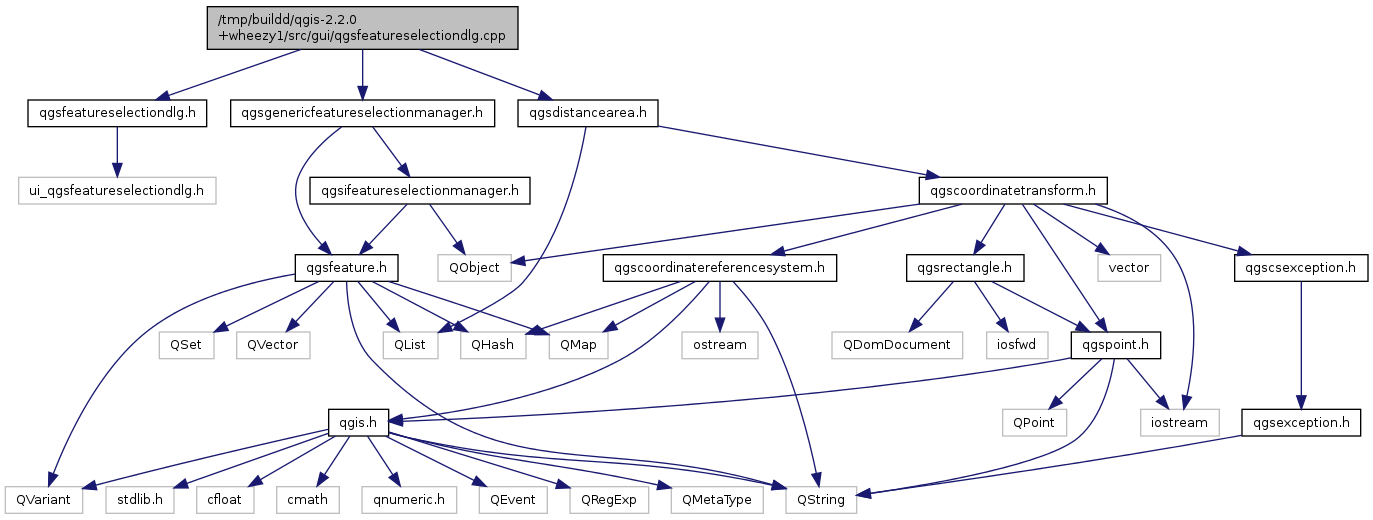 /tmp/buildd/qgis-2.2.0
+wheezy1/src/gui/qgsfeatureselectiondlg.cpp
qgsfeatureselectiondlg.h
qgsgenericfeatureselectionmanager.h
qgsdistancearea.h
ui_qgsfeatureselectiondlg.h
qgsifeatureselectionmanager.h
qgscoordinatetransform.h
qgsfeature.h
QObject
qgscoordinatereferencesystem.h
qgsrectangle.h
vector
qgscsexception.h
QSet
QVector
QList
QHash
QMap
ostream
QDomDocument
iosfwd
qgspoint.h
qgis.h
QPoint
iostream
qgsexception.h
QVariant
stdlib.h
cfloat
cmath
qnumeric.h
QEvent
QRegExp
QMetaType
QString